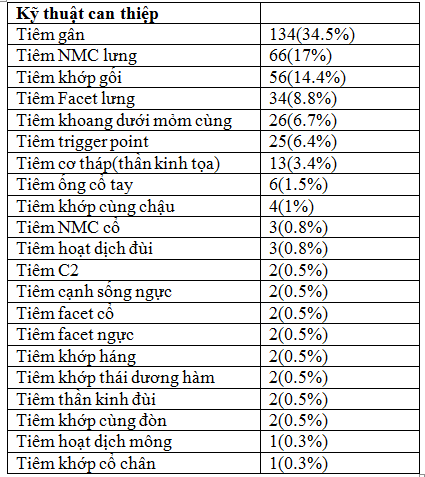 Kỹ thuật can thiệp
Tiêm gân 134(34.5%)
Tiêm NMC lưng 66(17%)
Tiêm khớp gối 56(14.4%)
Tiêm Facet lưng 34(8.8%)
Tiêm khoang dưới mỏm cùng 26(6.7%)
Tiêm trigger point 25(6.4%)
Tiêm cơ tháp(thần kinh tọa) 13(3.4%)
Tiêm ống cổ tay 6(1.5%)
Tiêm khớp cùng chậu 4(1%)
Tiêm NMC cổ 3(0.8%)
Tiêm hoạt dịch đùi 3(0.8%)
Tiêm C2 2(0.5%)
Tiêm cạnh sống ngực 2(0.5%)
Tiêm facet cổ 2(0.5%)
Tiêm facet ngực 2(0.5%)
Tiêm khớp háng 2(0.5%)
Tiêm khớp thái dương hàm 2(0.5%)
Tiêm thần kinh đùi 2(0.5%)
Tiêm khớp cùng đòn 2(0.5%)
Tiêm hoạt dịch mông 1(0.3%)
Tiêm khớp cổ chân 1(0.3%)